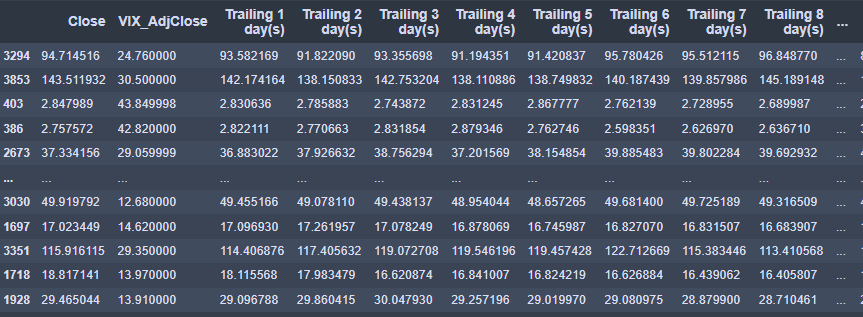 Close VIX_AdjClose Trailing 1 day(s) Trailing 2 day(s) Trailing 3 day(s) Trailing 4 day(s) Trailing 5 day(s) Trailing 6 day(s) Trailing 7 day(s) Trailing 8 day(s) ...
3294 94.714516 24.760000 93.582169 91.822090 93.355698 91.194351 91.420837 95.780426 95.512115 96.848770 ...
3853 143.511932 30.500000 142.174164 138.150833 142.753204 138.110886 138.749832 140.187439 139.857986 145.189148 ...
403 2.847989 43.849998 2.830636 2.785883 2.743872 2.831245 2.867777 2.762139 2.728955 2.689987 ...
386 2.757572 42.820000 2.822111 2.770663 2.831854 2.879346 2.762746 2.598351 2.626970 2.636710 ...
2673 37.334156 29.059999 36.883022 37.926632 38.756294 37.201569 38.154854 39.885483 39.802284 39.692932 ...
... ... ... ... ... ... ... ... ... ... ... ...
3030 49.919792 12.680000 49.455166 49.078110 49.438137 48.954044 48.657265 49.681400 49.725189 49.316509 ...
1697 17.023449 14.620000 17.096930 17.261957 17.078249 16.878069 16.745987 16.827070 16.831507 16.683907 ...
3351 115.916115 29.350000 114.406876 117.405632 119.072708 119.546196 119.457428 122.712669 115.383446 113.410568 ...
1718 18.817141 13.970000 18.115568 17.983479 16.620874 16.841007 16.824219 16.626884 16.439062 16.405807 ...
1928 29.465044 13.910000 29.096788 29.860415 30.047930 29.257196 29.019970 29.080975 28.879900 28.710461 ...